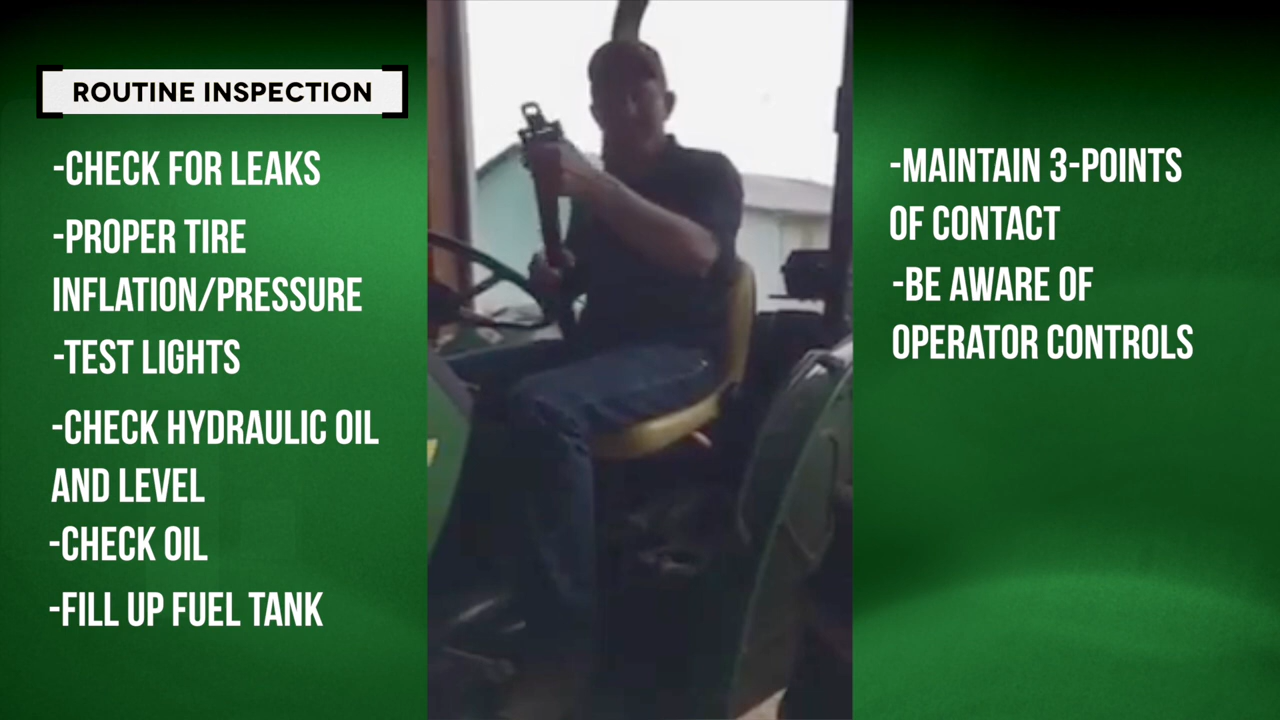 ROUTINE INSPECTION
-CHECK FOR LEAKS
-PROPER TIRE
INFLATION/PRESSURE
-TEST LIGHTS
-CHECK HYDRAULIC OIL
AND LEVEL
-CHECK OIL
-FILL UP FUEL TANK
-MAINTAIN 3-POINTS
OF CONTACT
-BE AWARE OF
OPERATOR CONTROLS